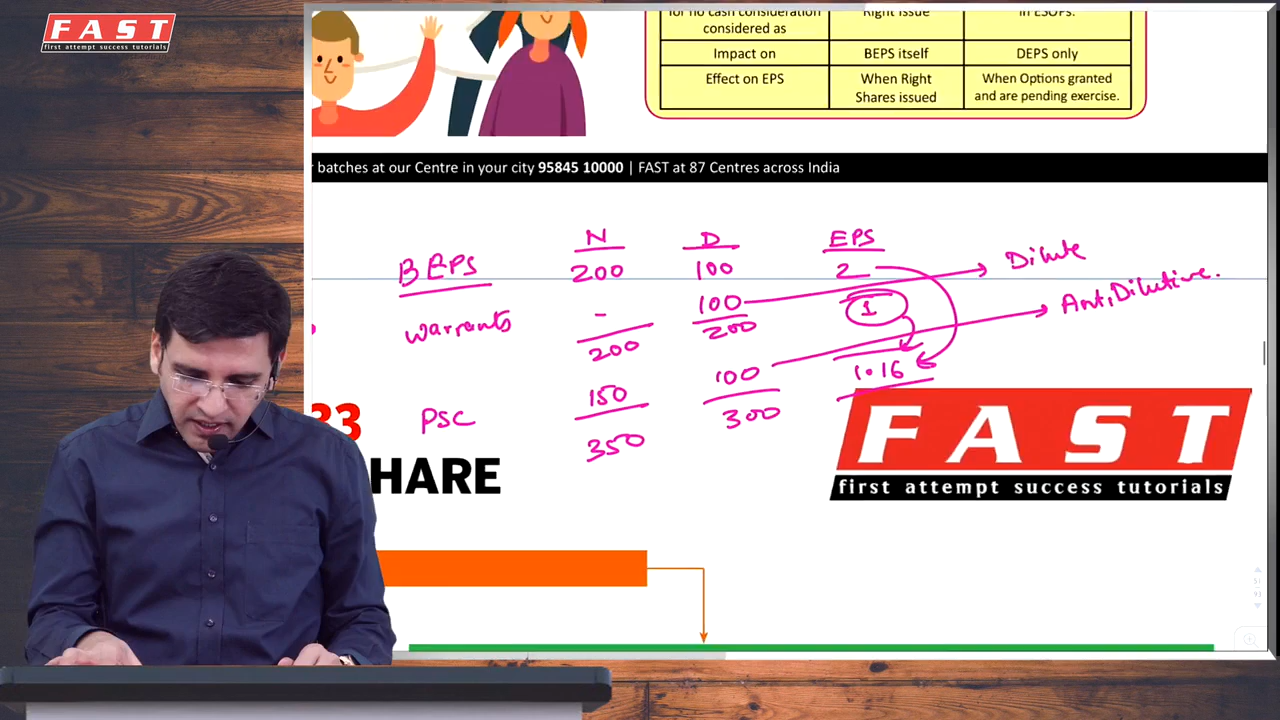 FAST
first attempt success tutorials
for no cash consideration
considered as
Right issue
in ESOPs.
Impact on
BEPS itself
DEPS only
Effect on EPS
When Right
Shares issued
When Options granted
and are pending exercise.
batches at our Centre in your city 95845 10000 | FAST at 87 Centres across India
N D EPS
BEPS 200 100 2
Dilute
warrants - 100 1
200 200
Anti Dilutive.
PSC 150 100 1.16
350 300
33
HARE
FAST
first attempt success tutorials